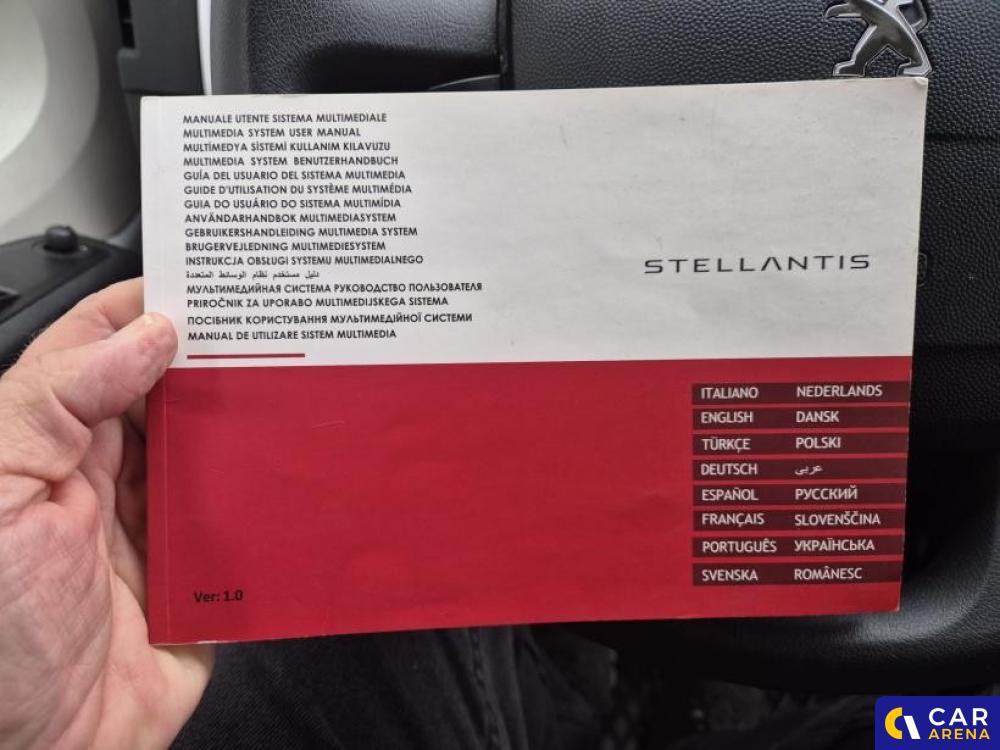 MANUALE UTENTE SISTEMA MULTIMEDIALE
MULTIMEDIA SYSTEM USER MANUAL
MULTİMEDYA SİSTEMİ KULLANIM KILAVUZU
MULTIMEDIA SYSTEM BENUTZERHANDBUCH
GUÍA DEL USUARIO DEL SISTEMA MULTIMEDIA
GUIDE D'UTILISATION DU SYSTÈME MULTIMÉDIA
GUIA DO USUÁRIO DO SISTEMA MULTIMÍDIA
ANVÄNDARHANDBOK MULTIMEDIASYSTEM
GEBRUIKERSHANDLEIDING MULTIMEDIA SYSTEM
BRUGERVEJLEDNING MULTIMEDIESYSTEM
INSTRUKCJA OBSŁUGI SYSTEMU MULTIMEDIALNEGO
دليل مستخدم نظام الوسائط المتعددة
МУЛЬТИМЕДИЙНАЯ СИСТЕМА РУКОВОДСТВО ПОЛЬЗОВАТЕЛЯ
PRIROČNIK ZA UPORABO MULTIMEDIJSKEGA SISTEMA
ПОСІБНИК КОРИСТУВАННЯ МУЛЬТИМЕДІЙНОЇ СИСТЕМИ
MANUAL DE UTILIZARE SISTEM MULTIMEDIA
STELLANTIS
ITALIANO NEDERLANDS
ENGLISH DANSK
TÜRKÇE POLSKI
DEUTSCH عربي
ESPAÑOL РУССКИЙ
FRANÇAIS SLOVENŠČINA
PORTUGUÊS УКРАЇНСЬКА
SVENSKA ROMÂNESC
Ver: 1.0
CAR
ARENA